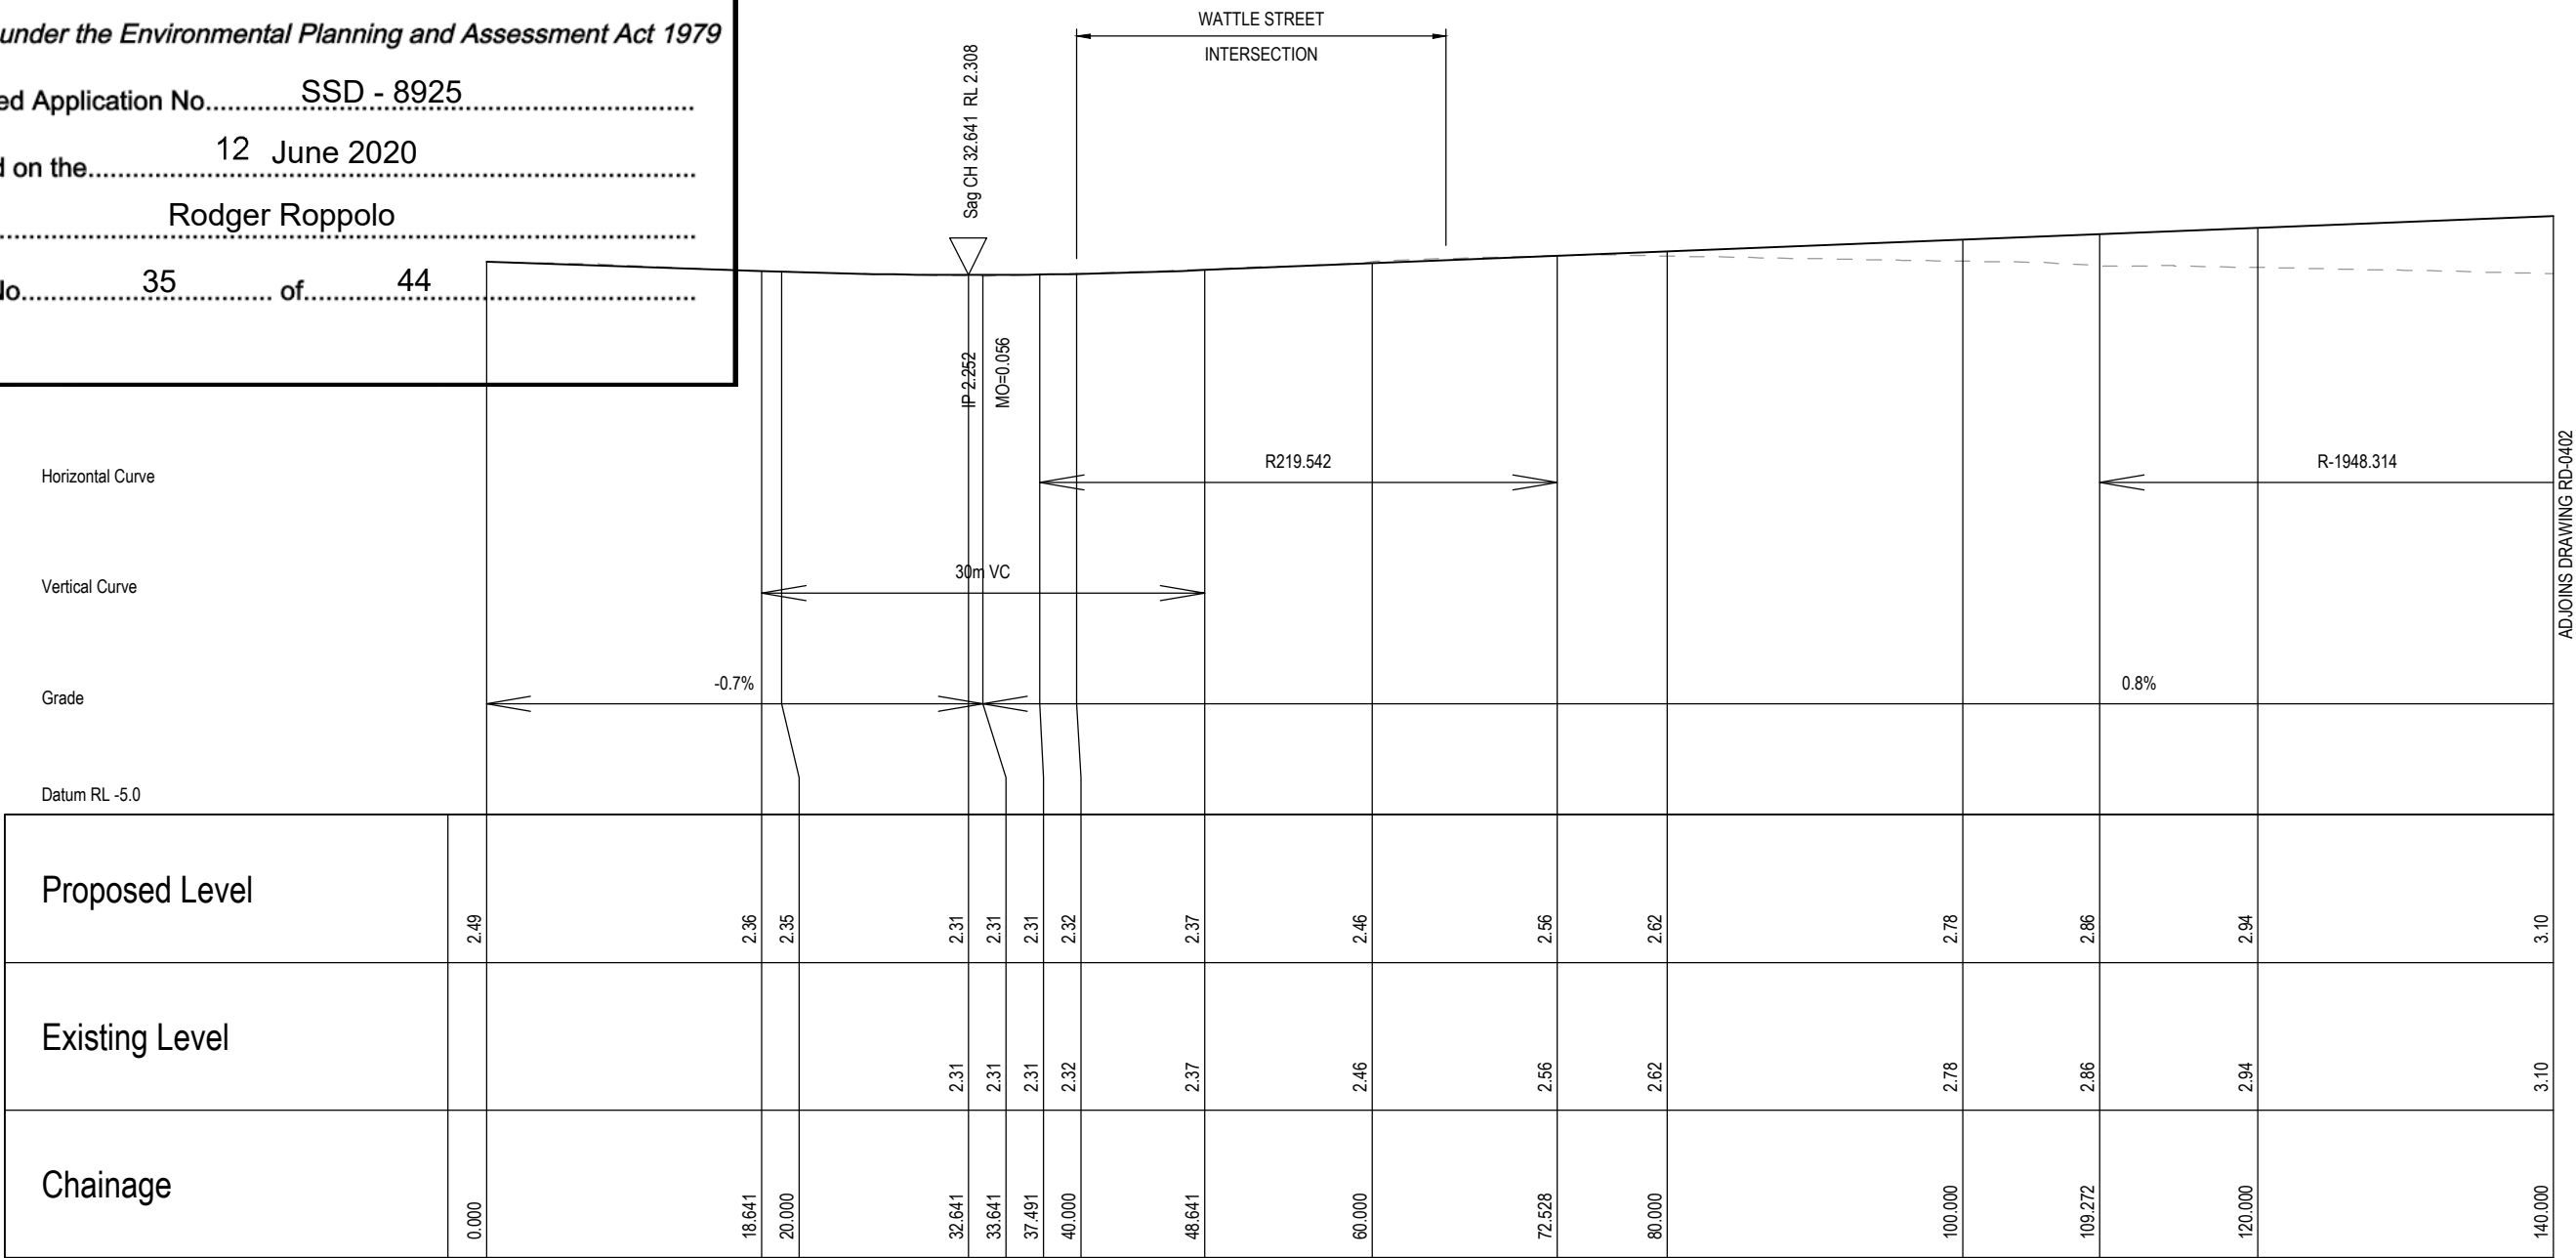 under the Environmental Planning and Assessment Act 1979
ed Application No. SSD - 8925
d on the 12 June 2020
Rodger Roppolo
No. 35 of 44
WATTLE STREET
INTERSECTION
Sag CH 32.641 RL 2.308
IP 2.252
MO=0.056
Horizontal Curve R219.542 R-1948.314
Vertical Curve 30m VC
Grade -0.7% 0.8%
Datum RL -5.0
ADJOINS DRAWING RD-0402
Proposed Level 2.49 2.36 2.35 2.31 2.31 2.31 2.32 2.37 2.46 2.56 2.62 2.78 2.86 2.94 3.10
Existing Level 2.31 2.31 2.31 2.32 2.37 2.46 2.56 2.62 2.78 2.86 2.94 3.10
Chainage 0.000 18.641 20.000 32.641 33.641 37.491 40.000 48.641 60.000 72.528 80.000 100.000 109.272 120.000 140.000